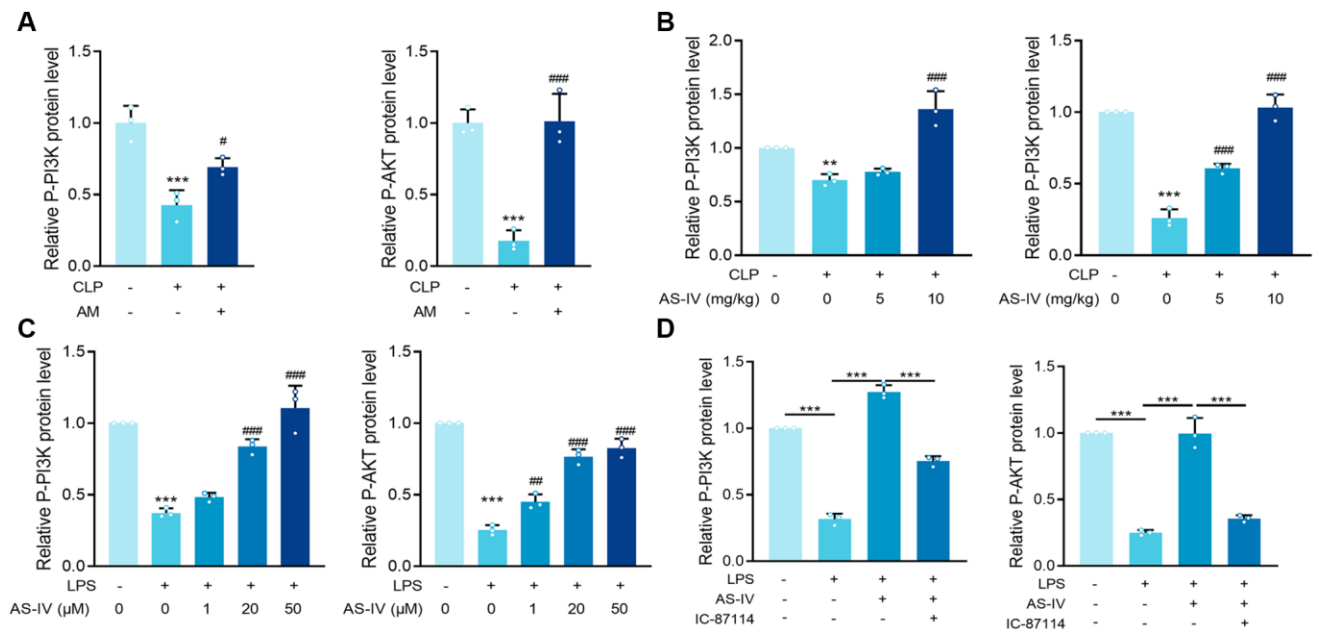 A
Relative P-PI3K protein level
1.5
1.0
0.5
0.0
***
#
CLP - + +
AM - - +
Relative P-AKT protein level
1.5
1.0
0.5
0.0
***
###
CLP - + +
AM - - +
B
Relative P-PI3K protein level
2.0
1.5
1.0
0.5
0.0
**
###
CLP - + + +
AS-IV (mg/kg) 0 0 5 10
Relative P-PI3K protein level
1.5
1.0
0.5
0.0
***
###
###
CLP - + + +
AS-IV (mg/kg) 0 0 5 10
C
Relative P-PI3K protein level
1.5
1.0
0.5
0.0
***
###
###
LPS - + + + +
AS-IV (μM) 0 0 1 20 50
Relative P-AKT protein level
1.5
1.0
0.5
0.0
***
##
###
###
LPS - + + + +
AS-IV (μM) 0 0 1 20 50
D
Relative P-PI3K protein level
1.5
1.0
0.5
0.0
***
***
***
LPS - + + +
AS-IV - - + +
IC-87114 - - - +
Relative P-AKT protein level
1.5
1.0
0.5
0.0
***
***
***
LPS - + + +
AS-IV - - + +
IC-87114 - - - +